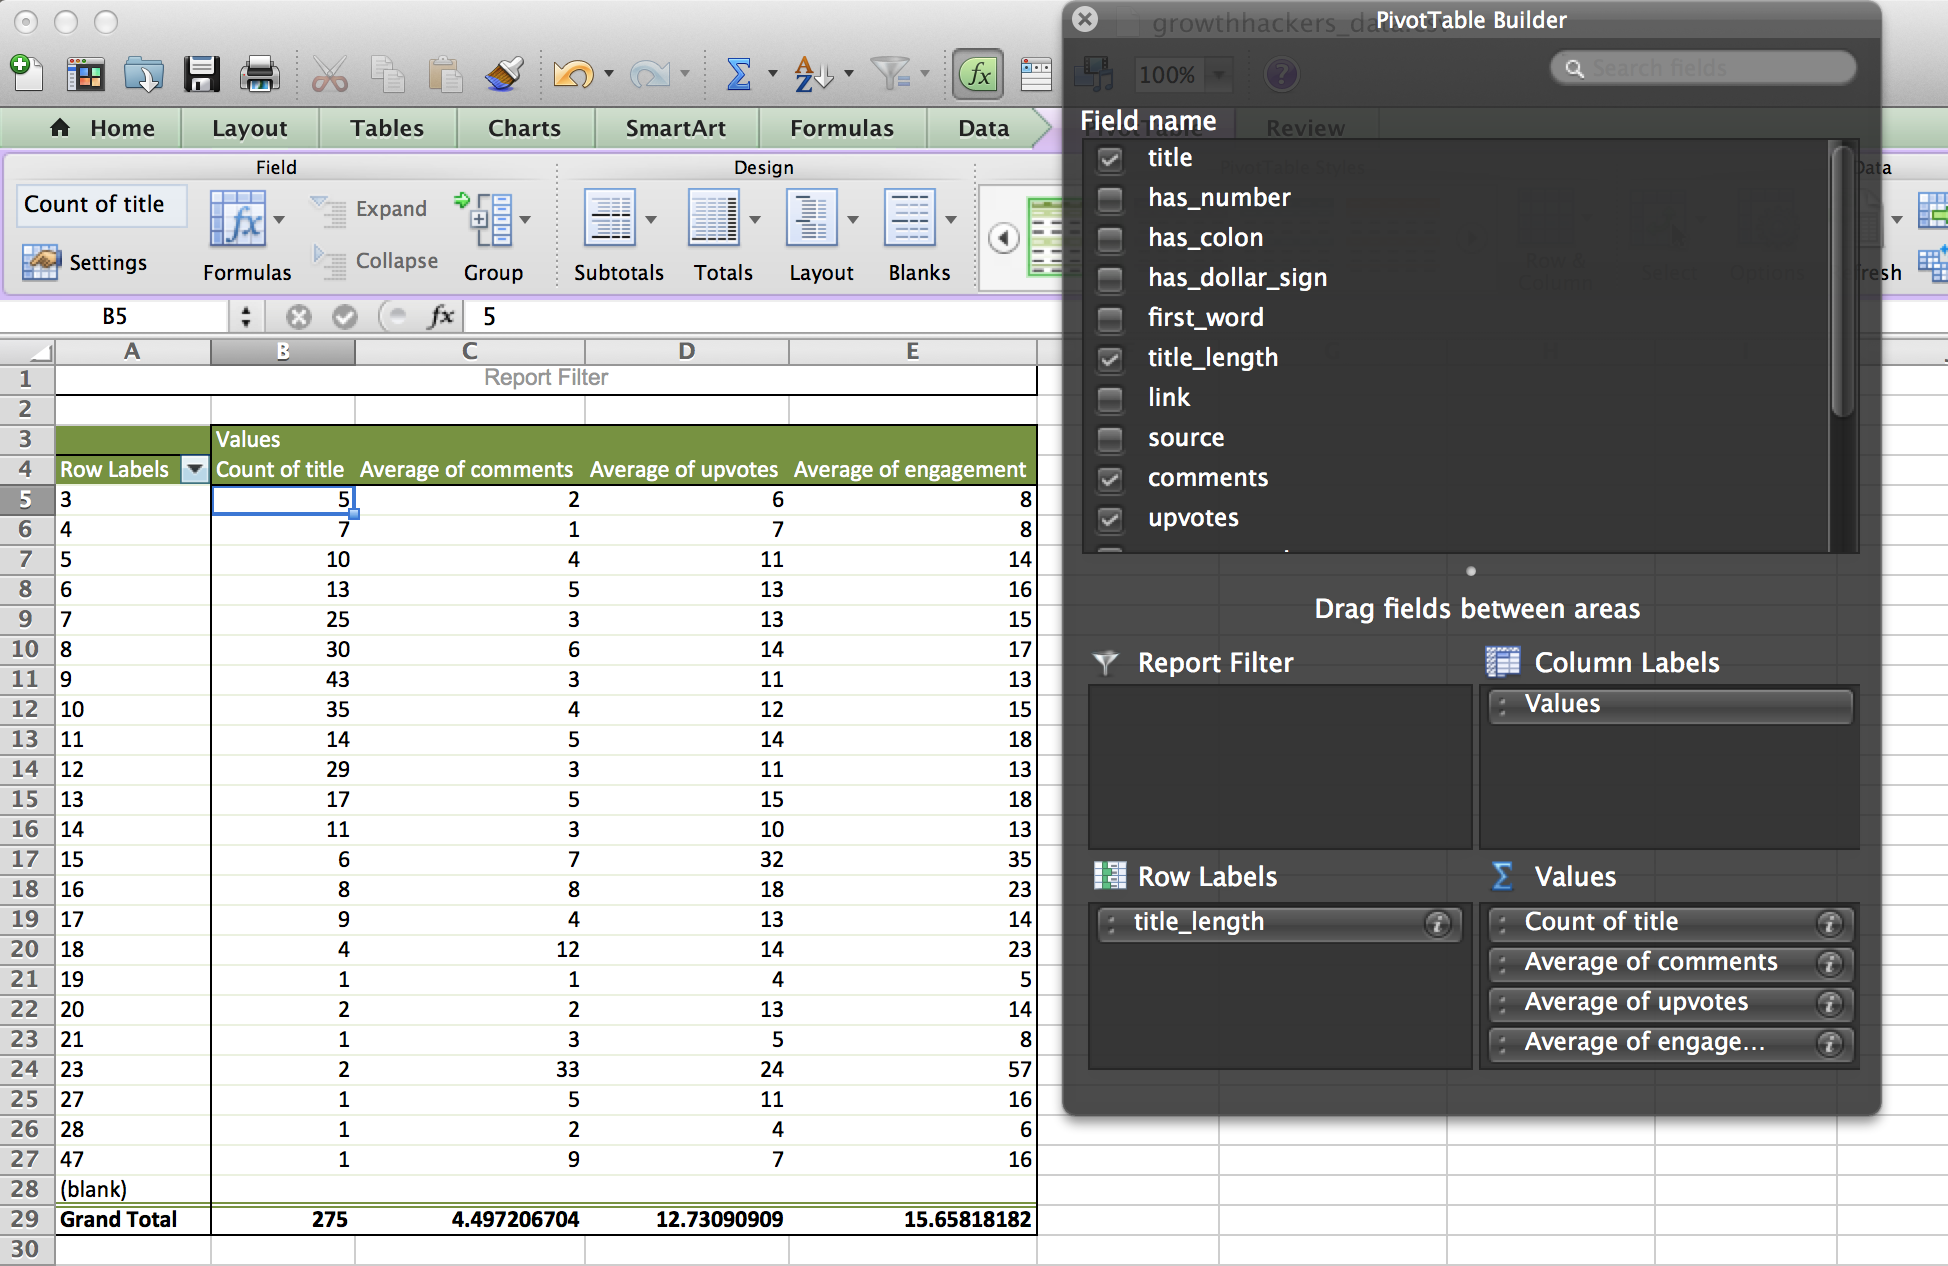 growthhackers_data.csv
PivotTable Builder
100%
Search fields
Home Layout Tables Charts SmartArt Formulas Data PivotTable Review
Field Design PivotTable Styles Data
Count of title
Settings
Formulas
Expand
Collapse
Group
Subtotals Totals Layout Blanks
Select
fresh
B5 fx 5
A B C D E
1 Report Filter
2
3 Values
4 Row Labels Count of title Average of comments Average of upvotes Average of engagement
5 3 5 2 6 8
6 4 7 1 7 8
7 5 10 4 11 14
8 6 13 5 13 16
9 7 25 3 13 15
10 8 30 6 14 17
11 9 43 3 11 13
12 10 35 4 12 15
13 11 14 5 14 18
14 12 29 3 11 13
15 13 17 5 15 18
16 14 11 3 10 13
17 15 6 7 32 35
18 16 8 8 18 23
19 17 9 4 13 14
20 18 4 12 14 23
21 19 1 1 4 5
22 20 2 2 13 14
23 21 1 3 5 8
24 23 2 33 24 57
25 27 1 5 11 16
26 28 1 2 4 6
27 47 1 9 7 16
28 (blank)
29 Grand Total 275 4.497206704 12.73090909 15.65818182
30
Field name
title
has_number
has_colon
has_dollar_sign
first_word
title_length
link
source
comments
upvotes
Drag fields between areas
Report Filter
Column Labels
Values
Row Labels
title_length
Values
Count of title
Average of comments
Average of upvotes
Average of engage...